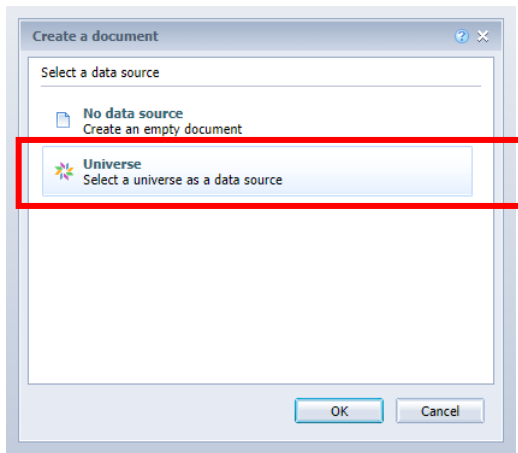 Create a document
Select a data source
No data source
Create an empty document
Universe
Select a universe as a data source
OK
Cancel